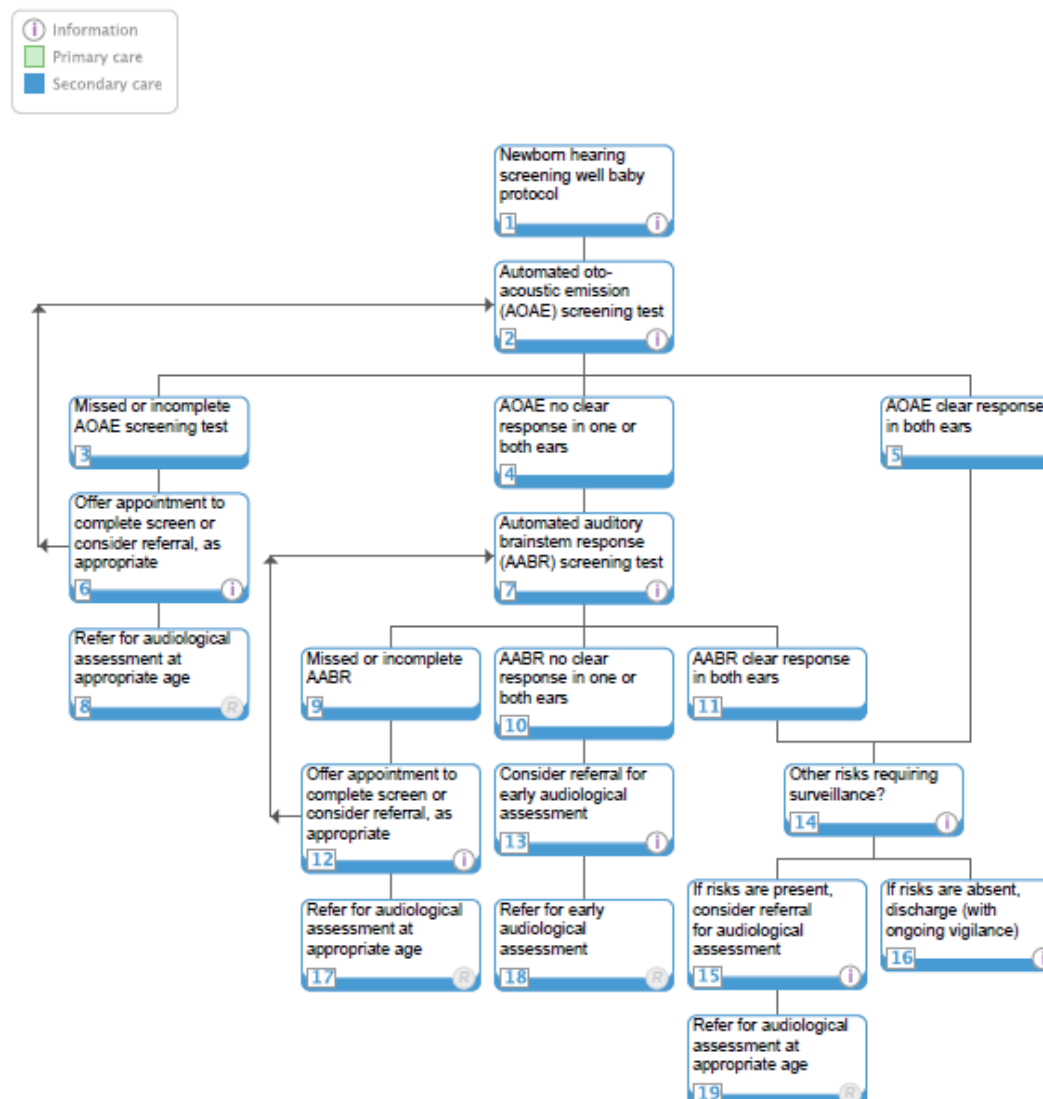 i Information
Primary care
Secondary care
Newborn hearing
screening well baby
protocol
1 i
Automated oto-
acoustic emission
(AOAE) screening test
2 i
Missed or incomplete
AOAE screening test
3
AOAE no clear
response in one or
both ears
4
AOAE clear response
in both ears
5
Offer appointment to
complete screen or
consider referral, as
appropriate
6 i
Automated auditory
brainstem response
(AABR) screening test
7 i
Refer for audiological
assessment at
appropriate age
8 R
Missed or incomplete
AABR
9
AABR no clear
response in one or
both ears
10
AABR clear response
in both ears
11
Offer appointment to
complete screen or
consider referral, as
appropriate
12 i
Consider referral for
early audiological
assessment
13 i
Other risks requiring
surveillance?
14 i
If risks are present,
consider referral
for audiological
assessment
15 i
If risks are absent,
discharge (with
ongoing vigilance)
16 i
Refer for audiological
assessment at
appropriate age
17 R
Refer for early
audiological
assessment
18 R
Refer for audiological
assessment at
appropriate age
19 R